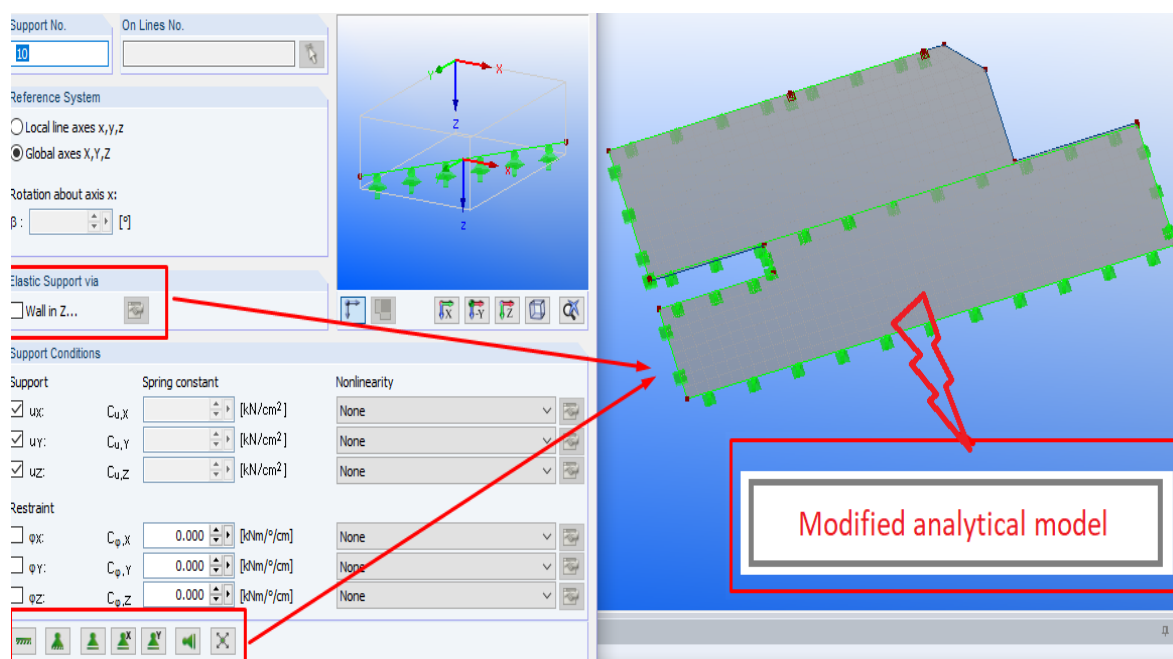 Support No.
On Lines No.
10
Reference System
Local line axes x,y,z
Global axes X,Y,Z
Rotation about axis x:
β :
[°]
Y
X
Z
X
Z
Elastic Support via
Wall in Z...
X
-Y
Z
Support Conditions
Support
Spring constant
Nonlinearity
uX:
Cu,X
[kN/cm2]
None
uY:
Cu,Y
[kN/cm2]
None
uZ:
Cu,Z
[kN/cm2]
None
Restraint
φX:
Cφ,X
0.000
[kNm/°/cm]
None
φY:
Cφ,Y
0.000
[kNm/°/cm]
None
φZ:
Cφ,Z
0.000
[kNm/°/cm]
None
X
Y
Modified analytical model